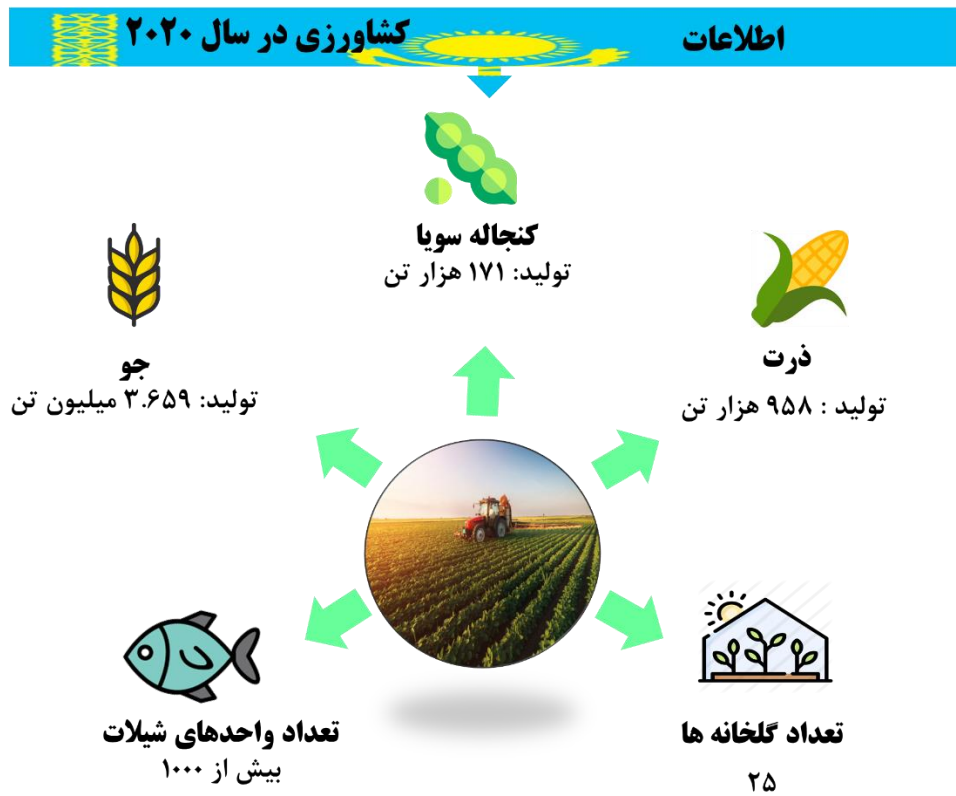 اطلاعات کشاورزی در سال ۲۰۲۰
کنجاله سویا
تولید: ۱۷۱ هزار تن
ذرت
تولید : ۹۵۸ هزار تن
جو
تولید: ۳.۶۵۹ میلیون تن
تعداد گلخانه ها
۲۵
تعداد واحدهای شیلات
بیش از ۱۰۰۰